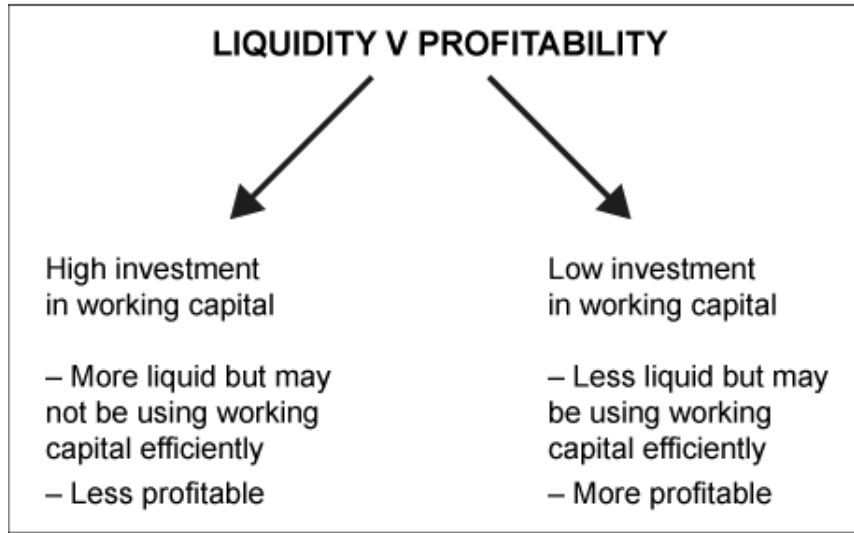 LIQUIDITY V PROFITABILITY
High investment
in working capital
– More liquid but may
not be using working
capital efficiently
– Less profitable
Low investment
in working capital
– Less liquid but may
be using working
capital efficiently
– More profitable